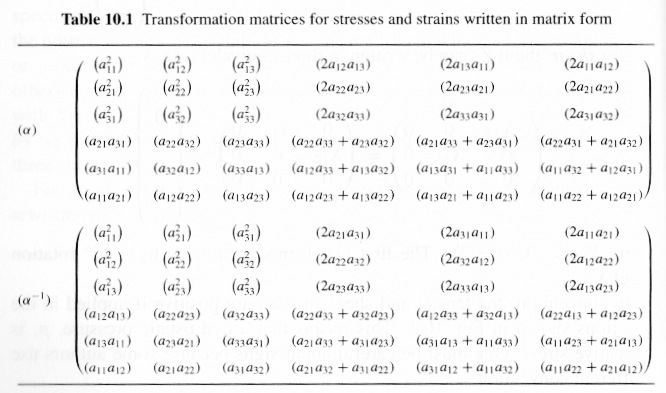 Table 10.1 Transformation matrices for stresses and strains written in matrix form
(a²₁₁) (a²₁₂) (a²₁₃) (2a₁₂a₁₃) (2a₁₃a₁₁) (2a₁₁a₁₂)
(a²₂₁) (a²₂₂) (a²₂₃) (2a₂₂a₂₃) (2a₂₃a₂₁) (2a₂₁a₂₂)
(a²₃₁) (a²₃₂) (a²₃₃) (2a₃₂a₃₃) (2a₃₃a₃₁) (2a₃₁a₃₂)
(α)
(a₂₁a₃₁) (a₂₂a₃₂) (a₂₃a₃₃) (a₂₂a₃₃ + a₂₃a₃₂) (a₂₁a₃₃ + a₂₃a₃₁) (a₂₂a₃₁ + a₂₁a₃₂)
(a₃₁a₁₁) (a₃₂a₁₂) (a₃₃a₁₃) (a₁₂a₃₃ + a₁₃a₃₂) (a₁₃a₃₁ + a₁₁a₃₃) (a₁₁a₃₂ + a₁₂a₃₁)
(a₁₁a₂₁) (a₁₂a₂₂) (a₁₃a₂₃) (a₁₂a₂₃ + a₁₃a₂₂) (a₁₃a₂₁ + a₁₁a₂₃) (a₁₁a₂₂ + a₁₂a₂₁)
(a²₁₁) (a²₂₁) (a²₃₁) (2a₂₁a₃₁) (2a₃₁a₁₁) (2a₁₁a₂₁)
(a²₁₂) (a²₂₂) (a²₃₂) (2a₂₂a₃₂) (2a₃₂a₁₂) (2a₁₂a₂₂)
(a²₁₃) (a²₂₃) (a²₃₃) (2a₂₃a₃₃) (2a₃₃a₁₃) (2a₁₃a₂₃)
(α⁻¹)
(a₁₂a₁₃) (a₂₂a₂₃) (a₃₂a₃₃) (a₂₂a₃₃ + a₃₂a₂₃) (a₁₂a₃₃ + a₃₂a₁₃) (a₂₂a₁₃ + a₁₂a₂₃)
(a₁₃a₁₁) (a₂₃a₂₁) (a₃₃a₃₁) (a₂₁a₃₃ + a₃₁a₂₃) (a₃₁a₁₃ + a₁₁a₃₃) (a₁₁a₂₃ + a₂₁a₁₃)
(a₁₁a₁₂) (a₂₁a₂₂) (a₃₁a₃₂) (a₂₁a₃₂ + a₃₁a₂₂) (a₃₁a₁₂ + a₁₁a₃₂) (a₁₁a₂₂ + a₂₁a₁₂)